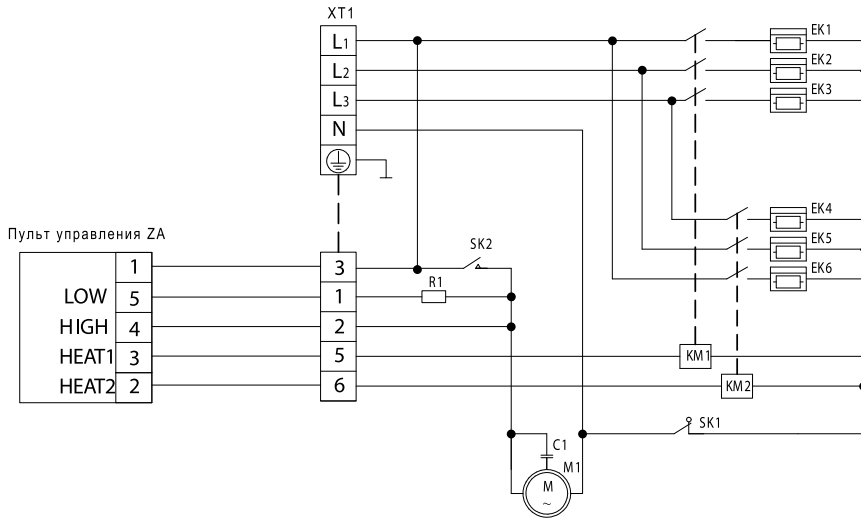 XT1
L1
EK1
L2
EK2
L3
EK3
N
EK4
Пульт управления ZA
SK2
EK5
1
3
EK6
R1
LOW 5
1
HIGH 4
2
HEAT1 3
5
KM1
HEAT2 2
6
KM2
SK1
C1
M1
M
~